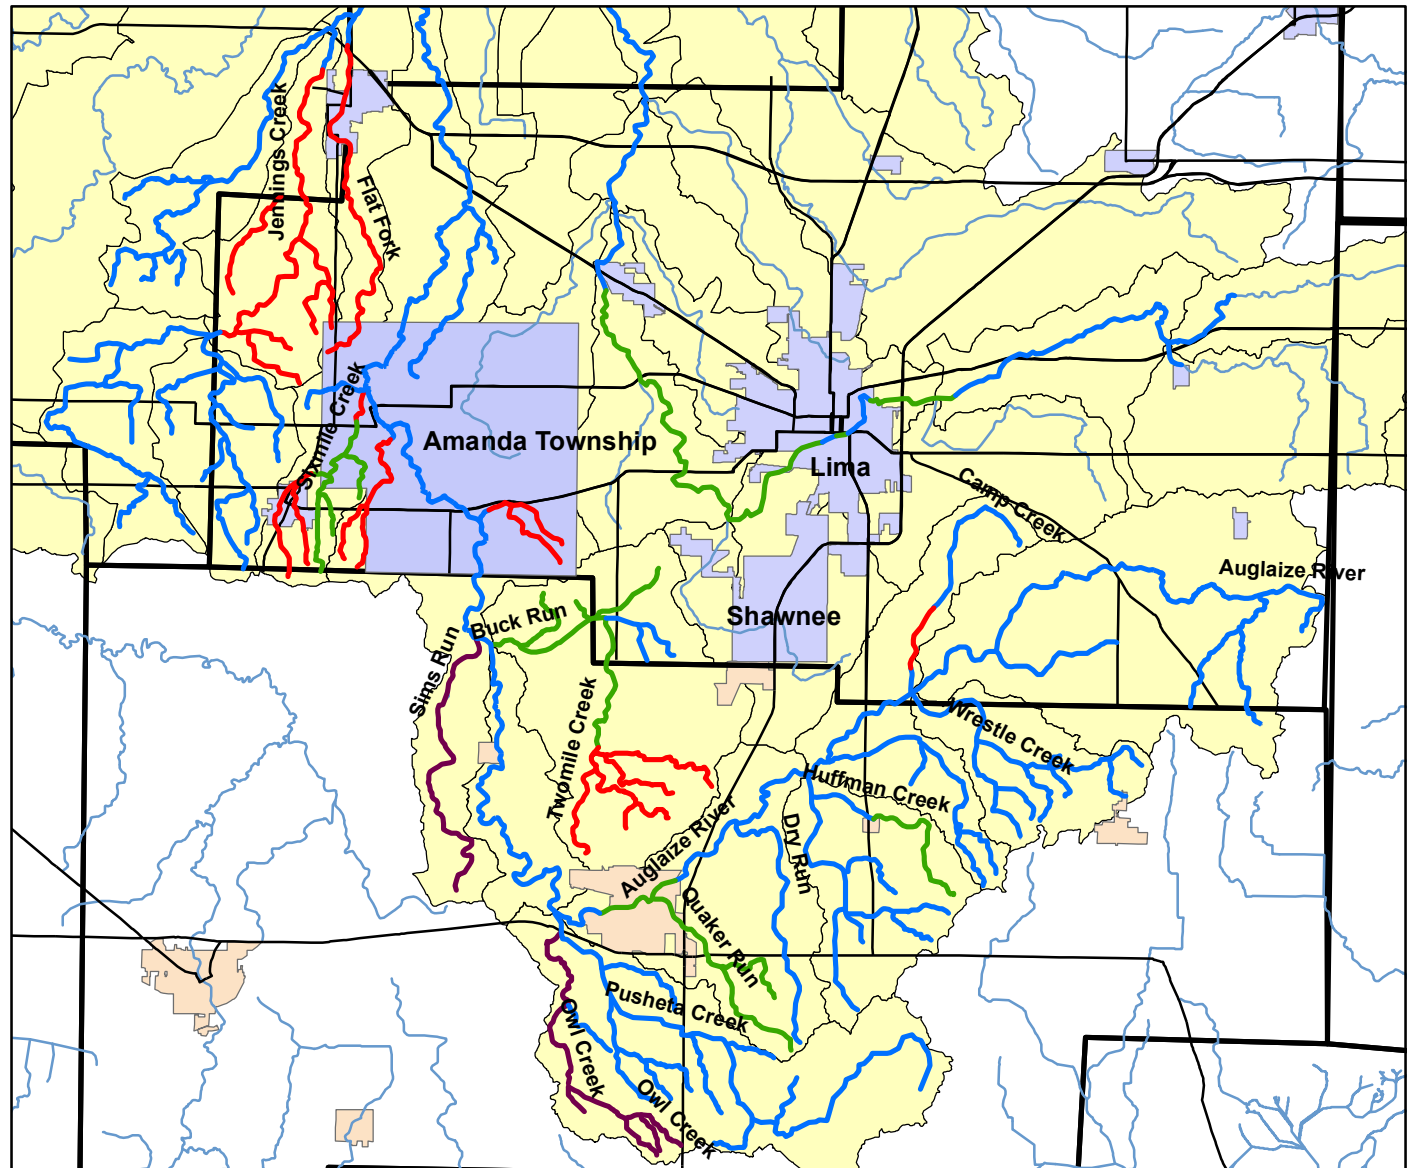 Jennings Creek
Flat Fork
Sixmile Creek
Amanda Township
Lima
Camp Creek
Auglaize River
Buck Run
Shawnee
Sims Run
Twomile Creek
Wrestle Creek
Huffman Creek
Auglaize River
Dry Run
Quaker Run
Pusheta Creek
Owl Creek
Owl Creek